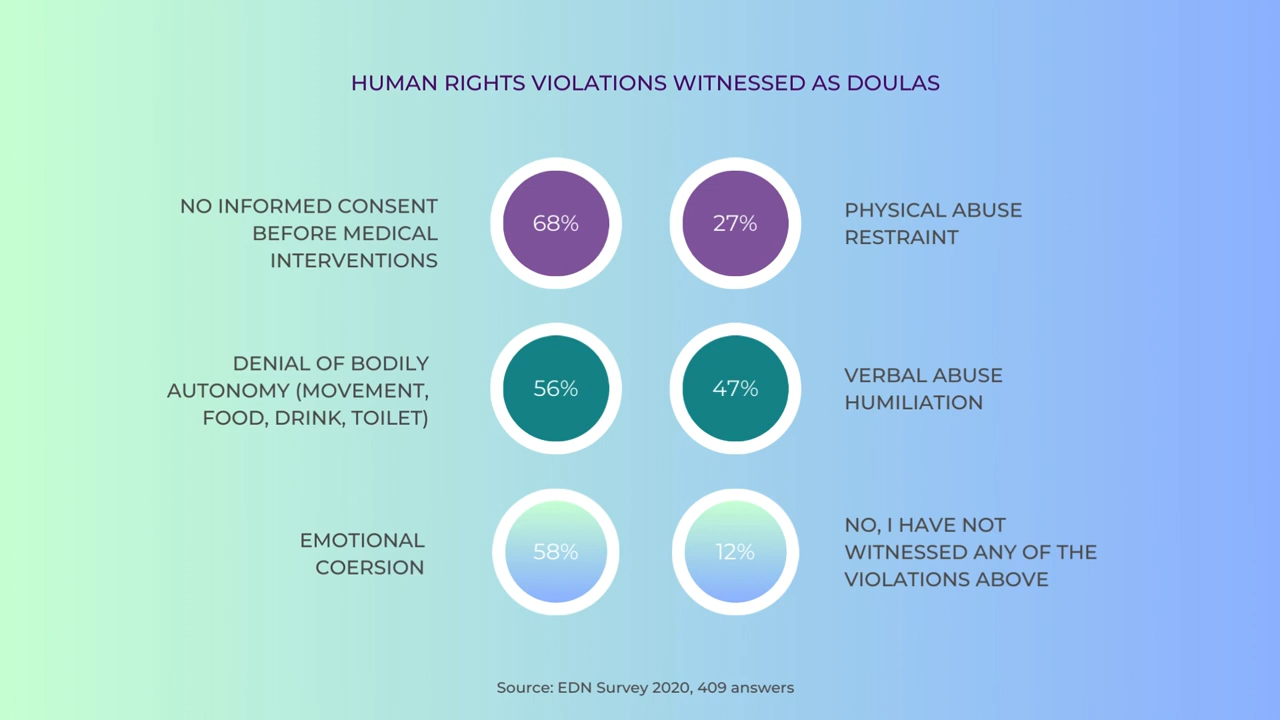 HUMAN RIGHTS VIOLATIONS WITNESSED AS DOULAS
NO INFORMED CONSENT
BEFORE MEDICAL
INTERVENTIONS
68%
27%
PHYSICAL ABUSE
RESTRAINT
DENIAL OF BODILY
AUTONOMY (MOVEMENT,
FOOD, DRINK, TOILET)
56%
47%
VERBAL ABUSE
HUMILIATION
EMOTIONAL
COERSION
58%
12%
NO, I HAVE NOT
WITNESSED ANY OF THE
VIOLATIONS ABOVE
Source: EDN Survey 2020, 409 answers